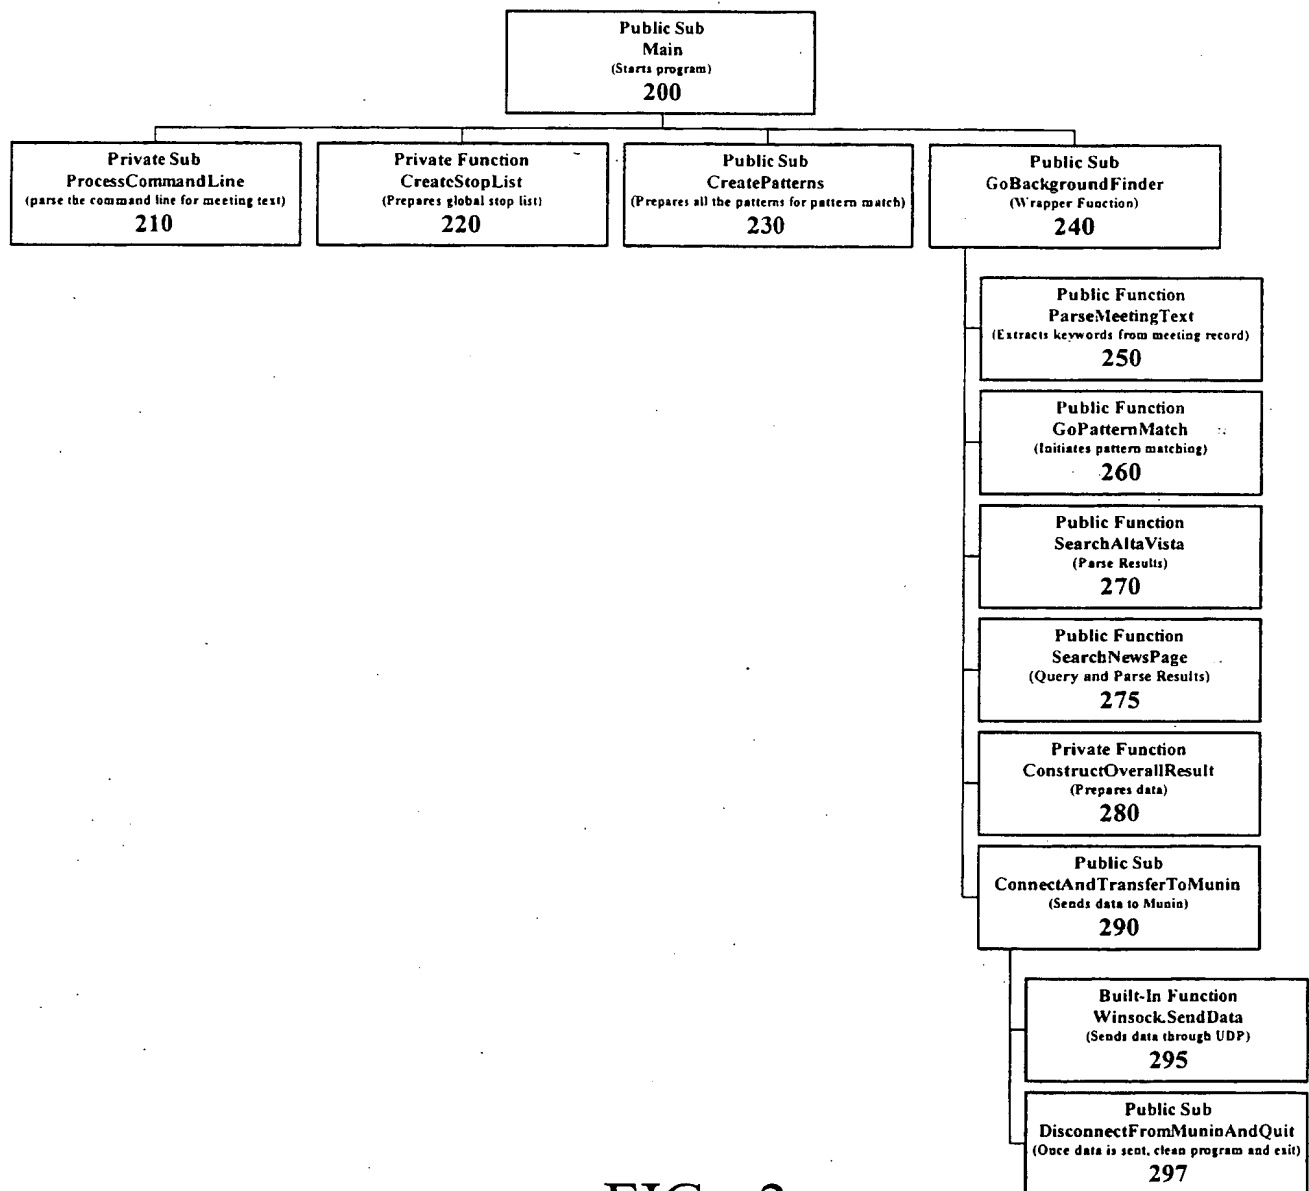 Public Sub
Main
(Starts program)
200
Private Sub
ProcessCommandLine
(parse the command line for meeting text)
210
Private Function
CreateStopList
(Prepares global stop list)
220
Public Sub
CreatePatterns
(Prepares all the patterns for pattern match)
230
Public Sub
GoBackgroundFinder
(Wrapper Function)
240
Public Function
ParseMeetingText
(Extracts keywords from meeting record)
250
Public Function
GoPatternMatch
(Initiates pattern matching)
260
Public Function
SearchAltaVista
(Parse Results)
270
Public Function
SearchNewsPage
(Query and Parse Results)
275
Private Function
ConstructOverallResult
(Prepares data)
280
Public Sub
ConnectAndTransferToMunin
(Sends data to Munin)
290
Built-In Function
Winsock.SendData
(Sends data through UDP)
295
Public Sub
DisconnectFromMuninAndQuit
(Once data is sent, clean program and exit)
297